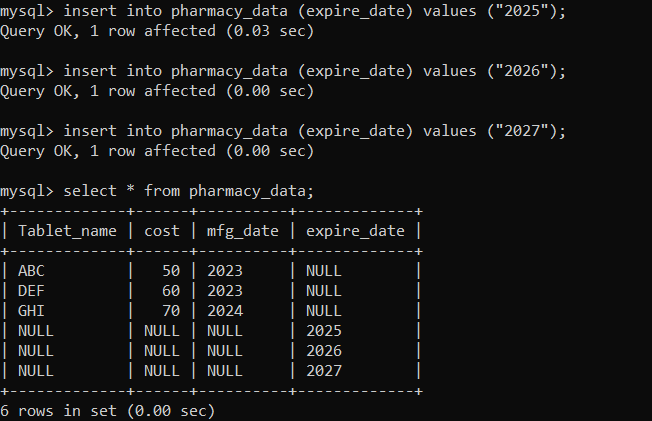 mysql> insert into pharmacy_data (expire_date) values ("2025");
Query OK, 1 row affected (0.03 sec)
mysql> insert into pharmacy_data (expire_date) values ("2026");
Query OK, 1 row affected (0.00 sec)
mysql> insert into pharmacy_data (expire_date) values ("2027");
Query OK, 1 row affected (0.00 sec)
mysql> select * from pharmacy_data;
+-------------+------+----------+-------------+
| Tablet_name | cost | mfg_date | expire_date |
+-------------+------+----------+-------------+
| ABC         |   50 | 2023     | NULL        |
| DEF         |   60 | 2023     | NULL        |
| GHI         |   70 | 2024     | NULL        |
| NULL        | NULL | NULL     | 2025        |
| NULL        | NULL | NULL     | 2026        |
| NULL        | NULL | NULL     | 2027        |
+-------------+------+----------+-------------+
6 rows in set (0.00 sec)